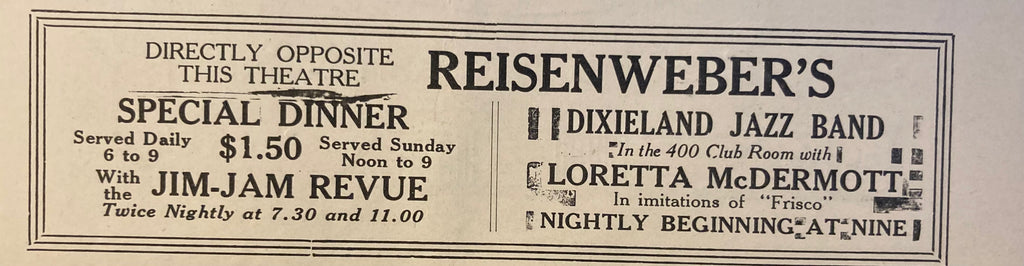 DIRECTLY OPPOSITE
THIS THEATRE
REISENWEBER'S
SPECIAL DINNER
Served Daily
6 to 9
$1.50
Served Sunday
Noon to 9
With
the
JIM-JAM REVUE
Twice Nightly at 7.30 and 11.00
DIXIELAND JAZZ BAND
In the 400 Club Room with
LORETTA McDERMOTT
In imitations of "Frisco"
NIGHTLY BEGINNING AT NINE